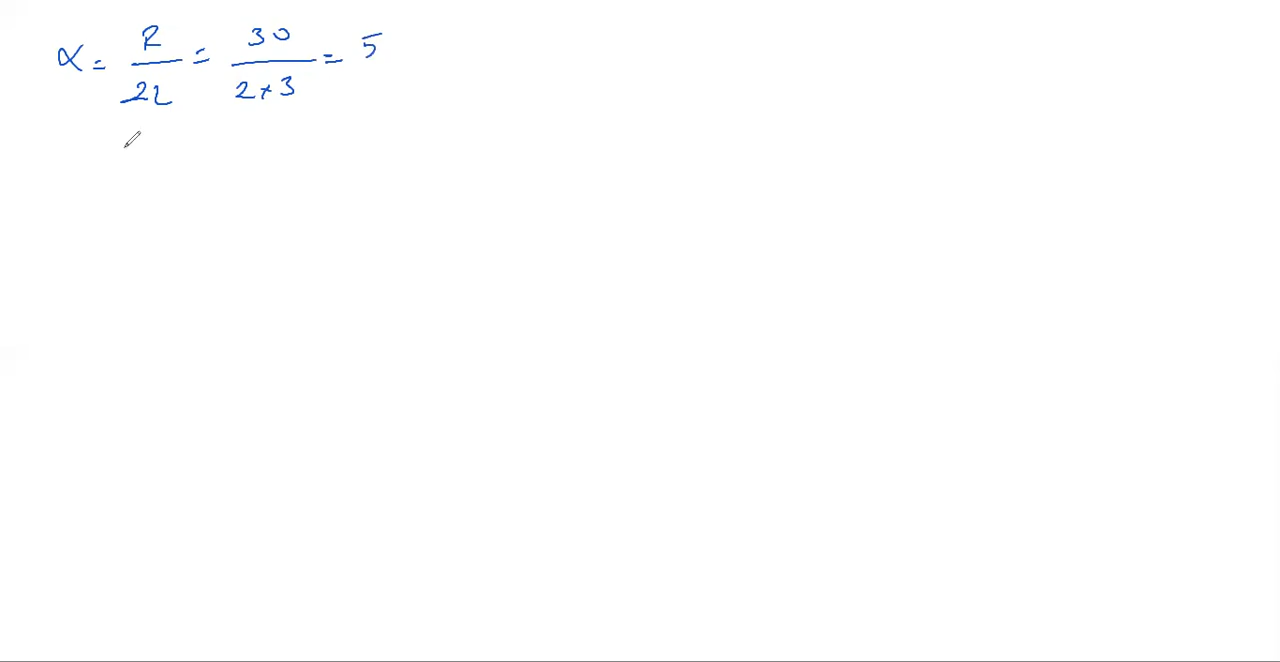 α = R/2L = 30/2×3 = 5